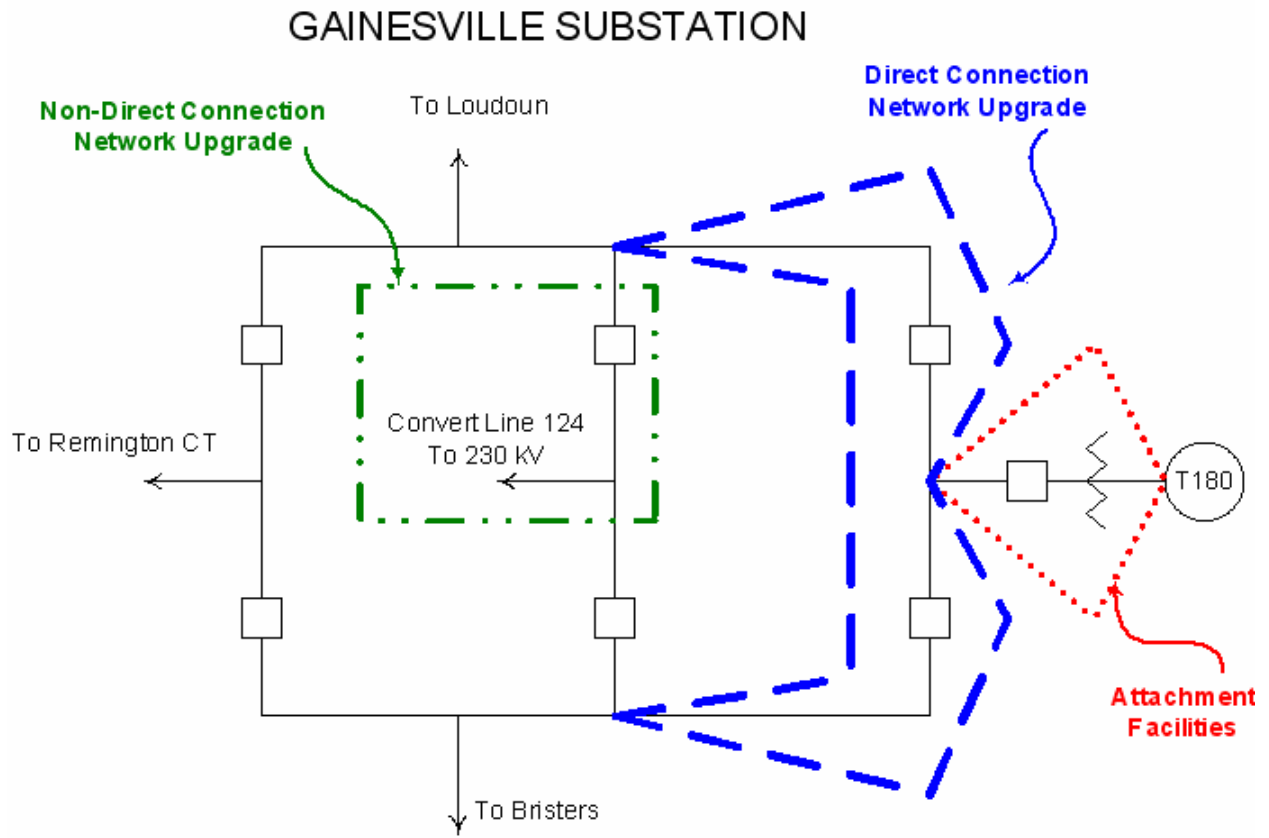 GAINESVILLE SUBSTATION
Direct Connection
Network Upgrade
Non-Direct Connection
Network Upgrade
To Loudoun
Convert Line 124
To 230 kV
To Remington CT
T180
Attachment
Facilities
To Bristers